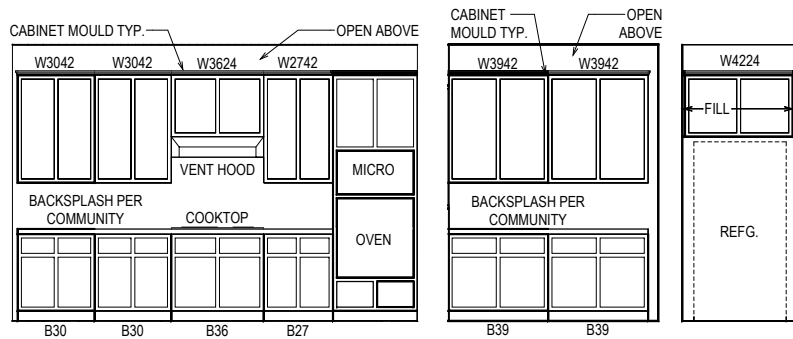 CABINET MOULD TYP.
OPEN ABOVE
W3042
W3042
W3624
W2742
VENT HOOD
MICRO
BACKSPLASH PER
COMMUNITY
COOKTOP
OVEN
B30
B30
B36
B27
CABINET
MOULD TYP.
OPEN
ABOVE
W3942
W3942
BACKSPLASH PER
COMMUNITY
B39
B39
W4224
FILL
REFG.